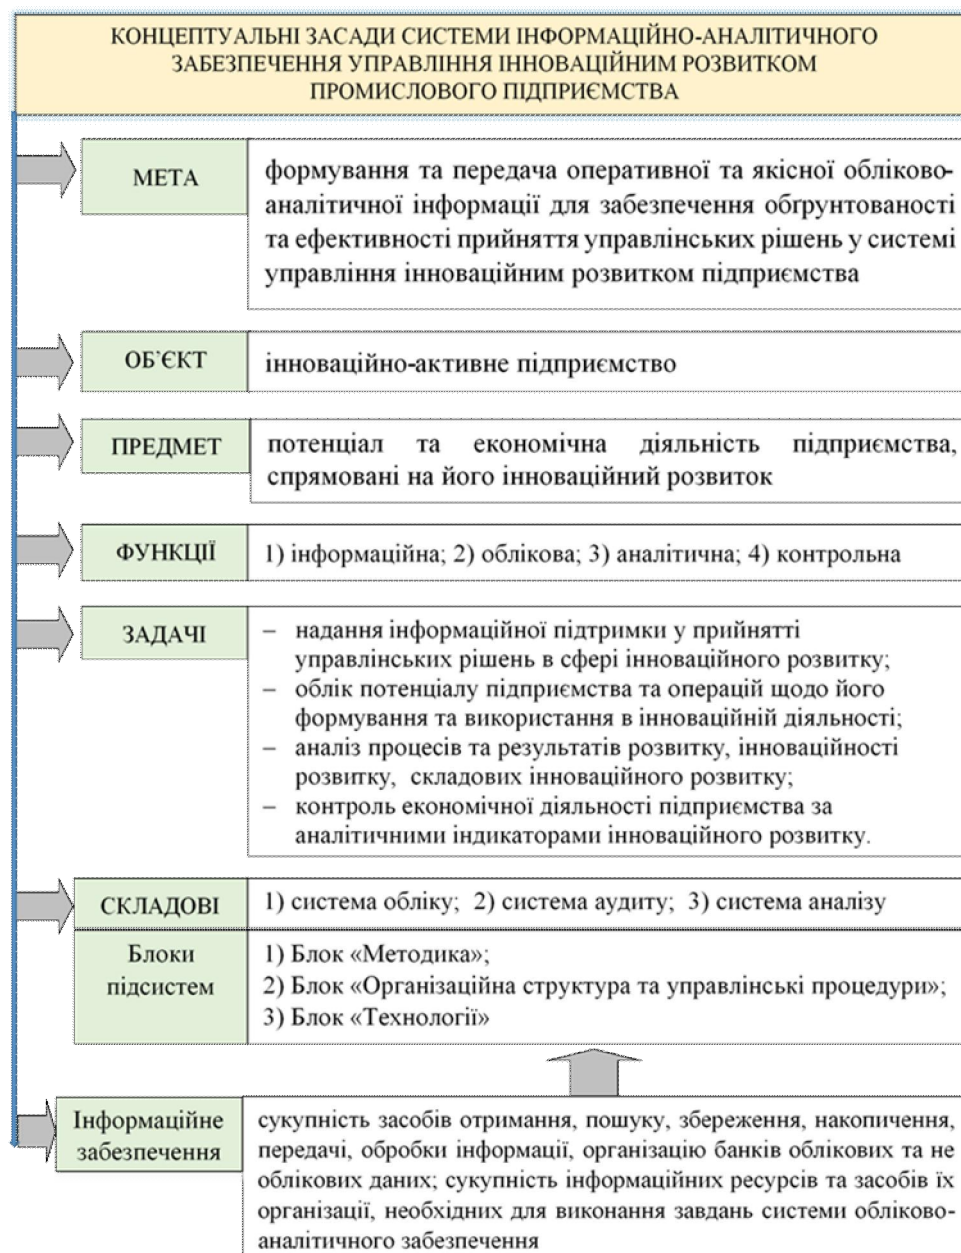 КОНЦЕПТУАЛЬНІ ЗАСАДИ СИСТЕМИ ІНФОРМАЦІЙНО-АНАЛІТИЧНОГО
ЗАБЕЗПЕЧЕННЯ УПРАВЛІННЯ ІННОВАЦІЙНИМ РОЗВИТКОМ
ПРОМИСЛОВОГО ПІДПРИЄМСТВА
МЕТА
формування та передача оперативної та якісної обліково-
аналітичної інформації для забезпечення обґрунтованості
та ефективності прийняття управлінських рішень у системі
управління інноваційним розвитком підприємства
ОБ`ЄКТ
інноваційно-активне підприємство
ПРЕДМЕТ
потенціал та економічна діяльність підприємства,
спрямовані на його інноваційний розвиток
ФУНКЦІЇ
1) інформаційна; 2) облікова; 3) аналітична; 4) контрольна
ЗАДАЧІ
– надання інформаційної підтримки у прийнятті
управлінських рішень в сфері інноваційного розвитку;
– облік потенціалу підприємства та операцій щодо його
формування та використання в інноваційній діяльності;
– аналіз процесів та результатів розвитку, інноваційності
розвитку, складових інноваційного розвитку;
– контроль економічної діяльності підприємства за
аналітичними індикаторами інноваційного розвитку.
СКЛАДОВІ
1) система обліку; 2) система аудиту; 3) система аналізу
Блоки
підсистем
1) Блок «Методика»;
2) Блок «Організаційна структура та управлінські процедури»;
3) Блок «Технології»
Інформаційне
забезпечення
сукупність засобів отримання, пошуку, збереження, накопичення,
передачі, обробки інформації, організацію банків облікових та не
облікових даних; сукупність інформаційних ресурсів та засобів їх
організації, необхідних для виконання завдань системи обліково-
аналітичного забезпечення